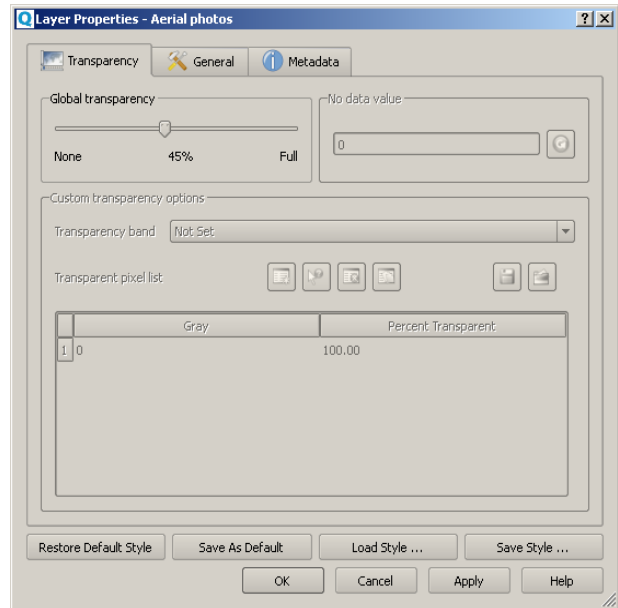 Layer Properties - Aerial photos
Transparency General Metadata
Global transparency No data value
0
None 45% Full
Custom transparency options
Transparency band Not Set
Transparent pixel list
Gray Percent Transparent
1 0 100.00
Restore Default Style Save As Default Load Style ... Save Style ...
OK Cancel Apply Help